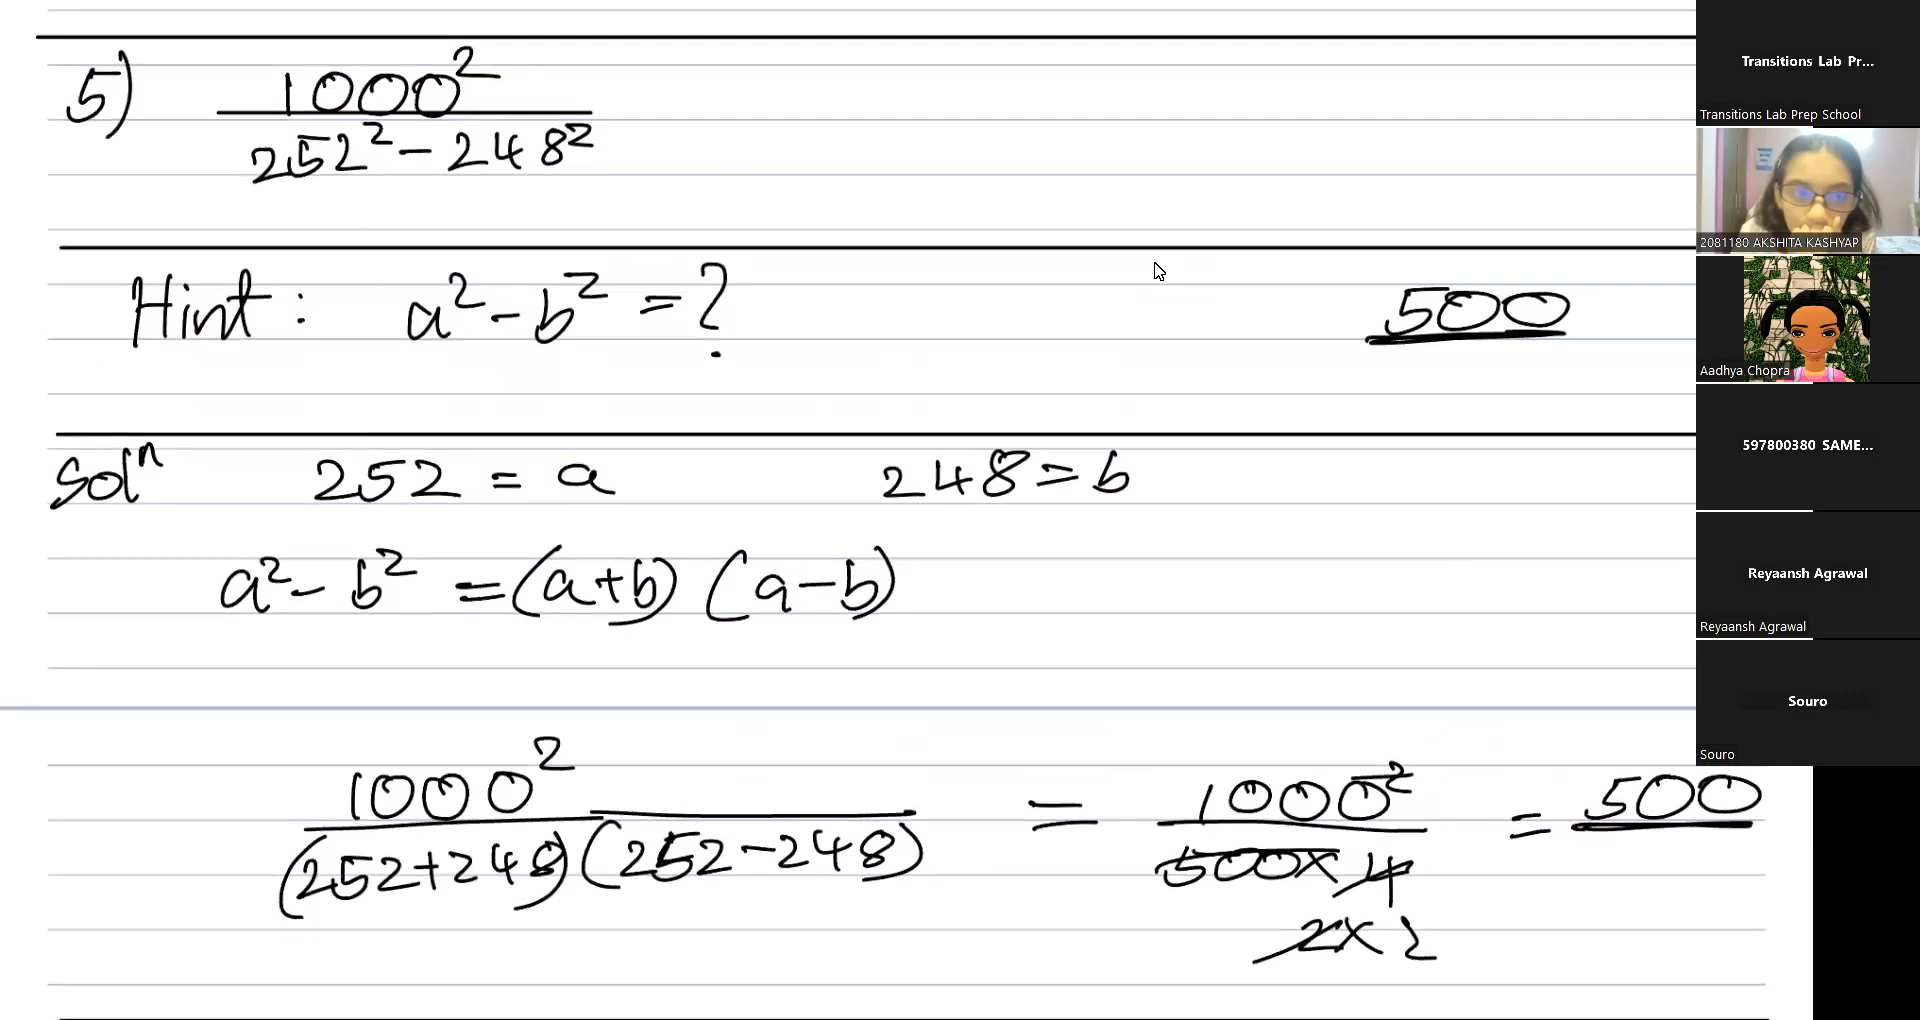 5) 1000²
252² - 248²
Hint : a² - b² = ?
500
Solⁿ 252 = a 248 = b
a² - b² = (a+b) (a-b)
1000² = 1000² = 500
(252+248) (252-248) 500 x 4
2 x 2
Transitions Lab Pr...
Transitions Lab Prep School
2081180 AKSHITA KASHYAP
Aadhya Chopra
597800380 SAME...
Reyaansh Agrawal
Reyaansh Agrawal
Souro
Souro